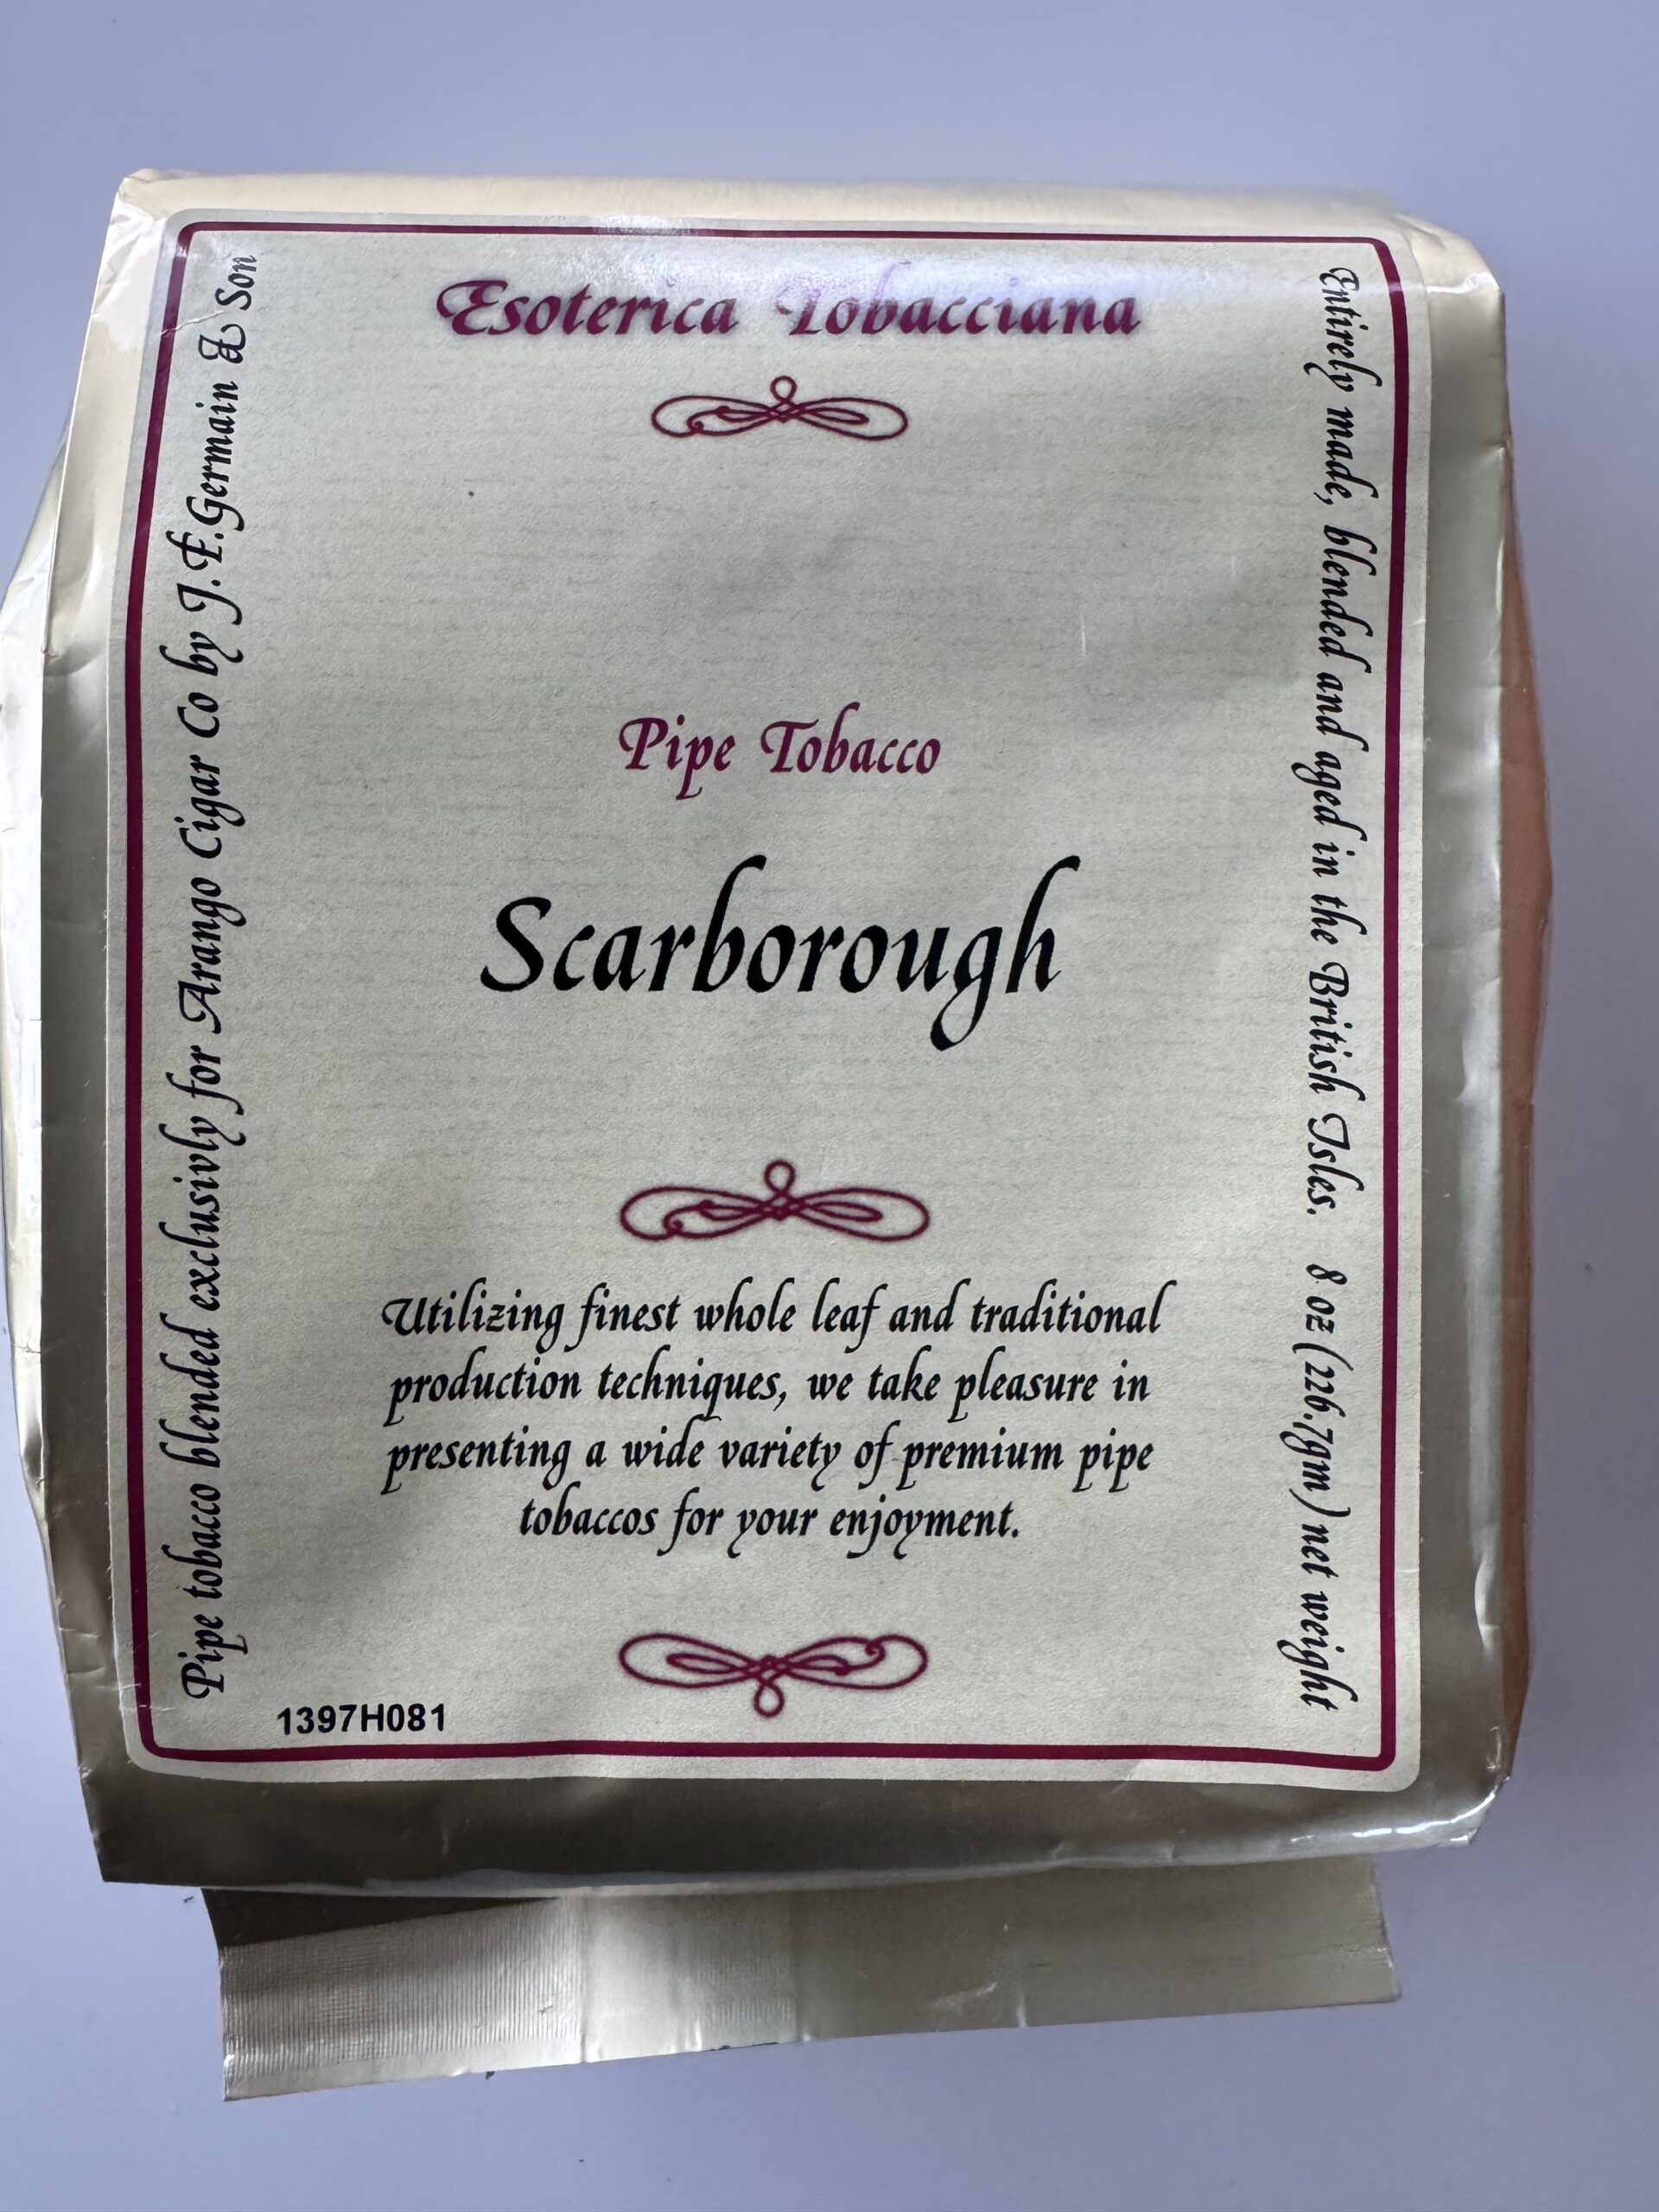 Esoterica Tobacciana
Pipe Tobacco
Scarborough
Utilizing finest whole leaf and traditional
production techniques, we take pleasure in
presenting a wide variety of premium pipe
tobaccos for your enjoyment.
1397H081
Pipe tobacco blended exclusivly for Arango Cigar Co by J.F.Germain & Son
Entirely made, blended and aged in the British Isles. 8 oz (226.7gm) net weight